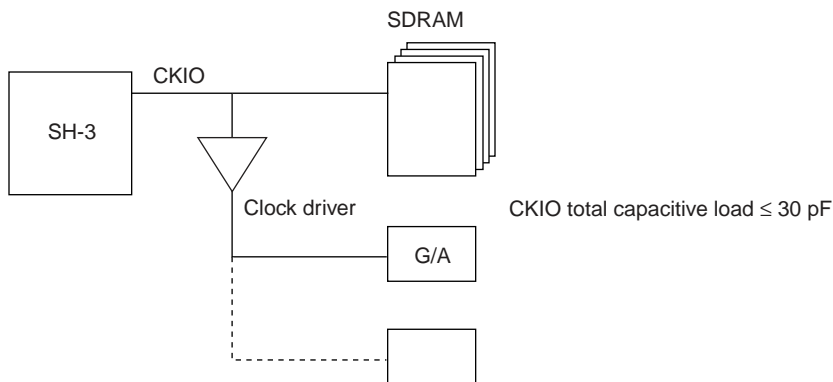 SDRAM
CKIO
SH-3
Clock driver
CKIO total capacitive load ≤ 30 pF
G/A